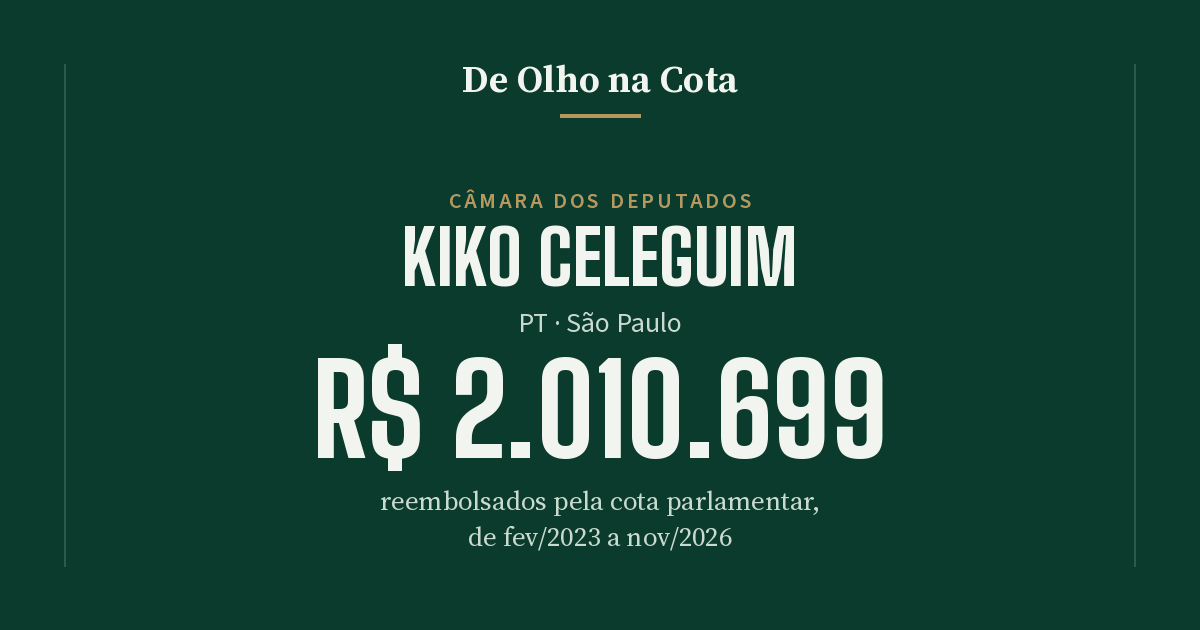 De Olho na Cota
CÂMARA DOS DEPUTADOS
KIKO CELEGUIM
PT · São Paulo
R$ 2.010.699
reembolsados pela cota parlamentar,
de fev/2023 a nov/2026